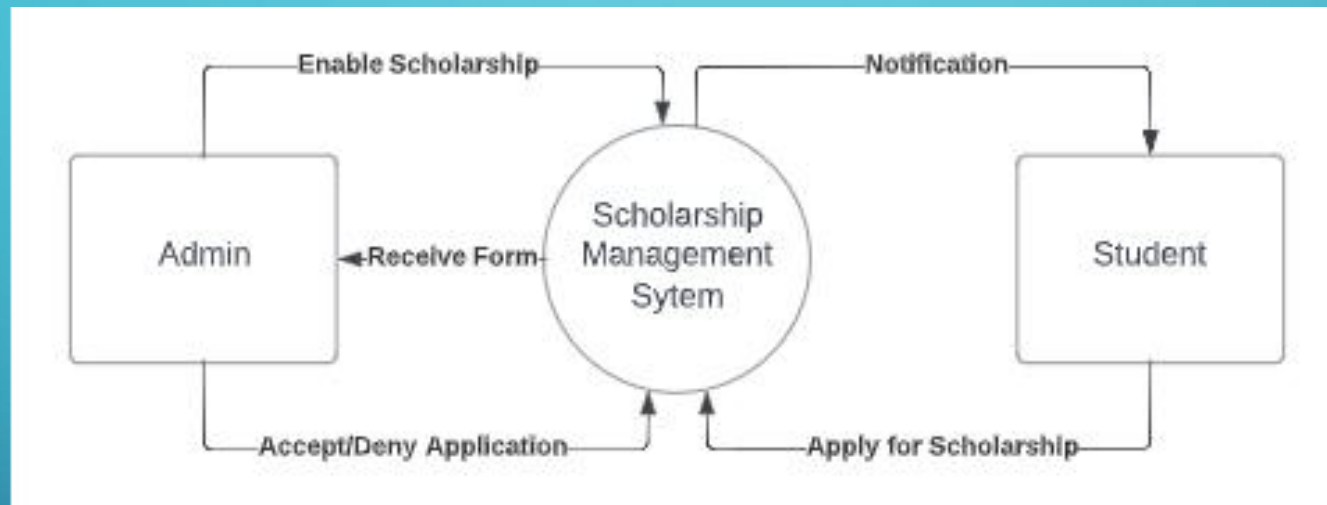 Enable Scholarship
Notification
Scholarship
Management
Sytem
Admin
Receive Form
Student
Accept/Deny Application
Apply for Scholarship